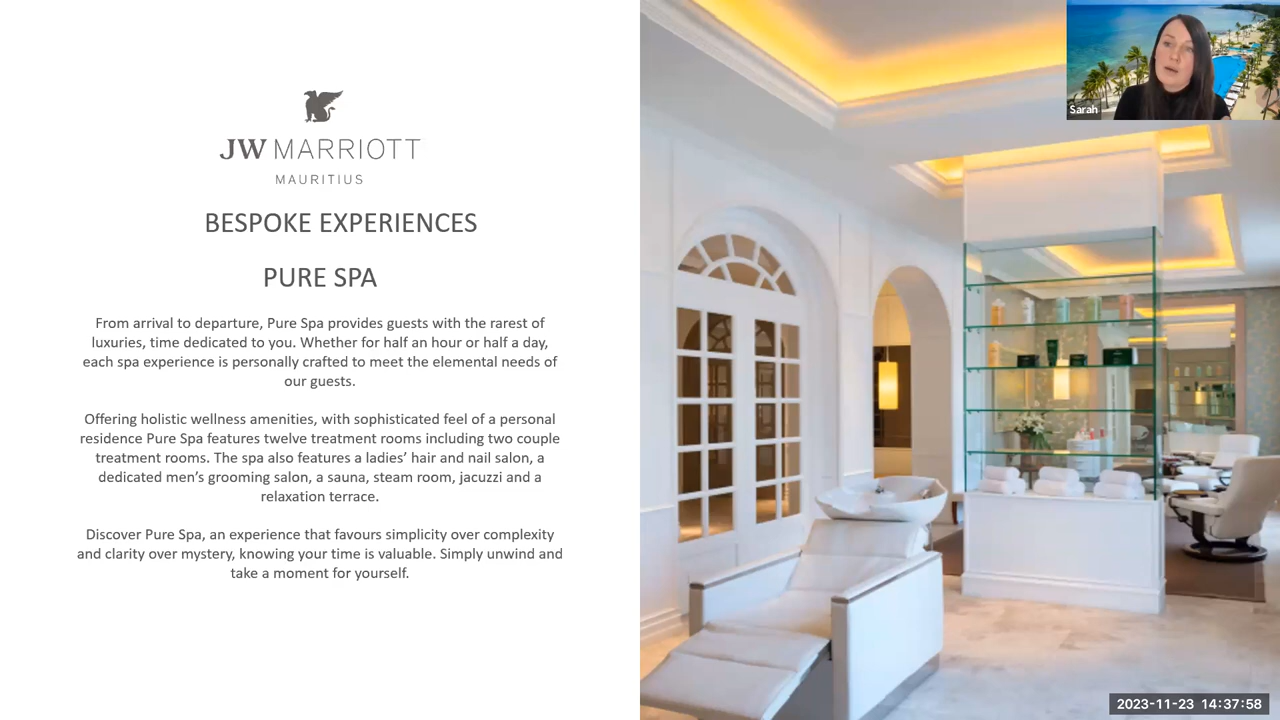 JW MARRIOTT
MAURITIUS
BESPOKE EXPERIENCES
PURE SPA
From arrival to departure, Pure Spa provides guests with the rarest of
luxuries, time dedicated to you. Whether for half an hour or half a day,
each spa experience is personally crafted to meet the elemental needs of
our guests.
Offering holistic wellness amenities, with sophisticated feel of a personal
residence Pure Spa features twelve treatment rooms including two couple
treatment rooms. The spa also features a ladies’ hair and nail salon, a
dedicated men’s grooming salon, a sauna, steam room, jacuzzi and a
relaxation terrace.
Discover Pure Spa, an experience that favours simplicity over complexity
and clarity over mystery, knowing your time is valuable. Simply unwind and
take a moment for yourself.
Sarah
2023-11-23 14:37:58